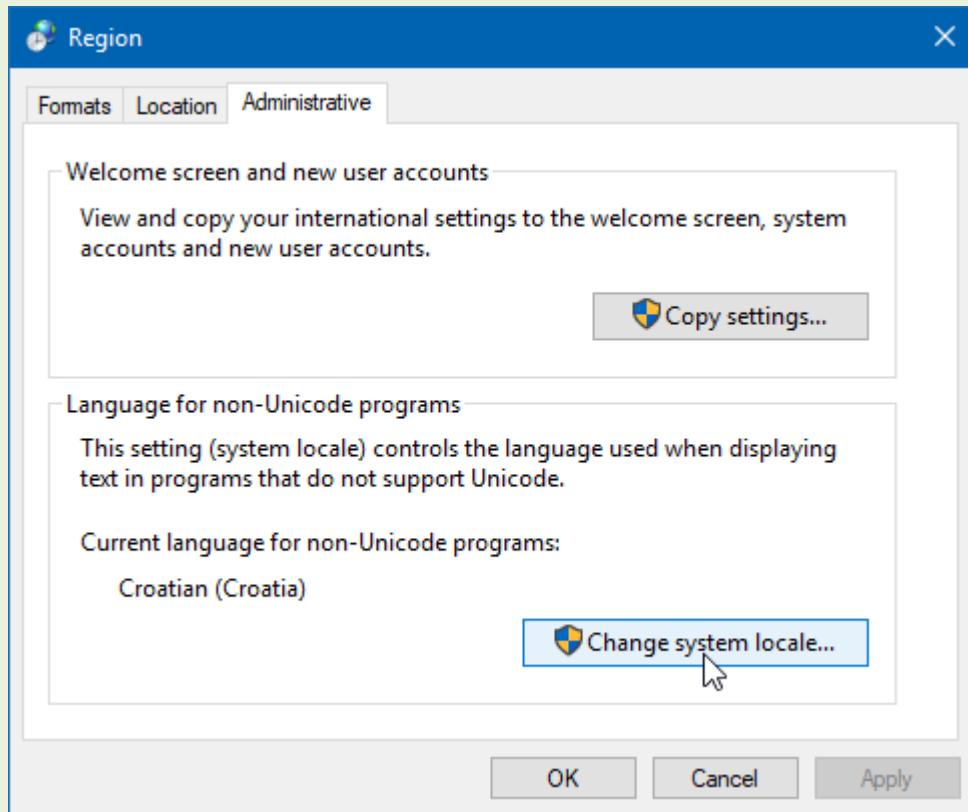 Region
Formats Location Administrative
Welcome screen and new user accounts
View and copy your international settings to the welcome screen, system
accounts and new user accounts.
Copy settings...
Language for non-Unicode programs
This setting (system locale) controls the language used when displaying
text in programs that do not support Unicode.
Current language for non-Unicode programs:
Croatian (Croatia)
Change system locale...
OK Cancel Apply